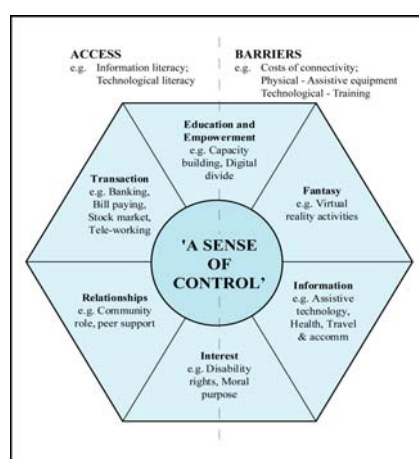 ACCESS
e.g. Information literacy;
Technological literacy
BARRIERS
e.g. Costs of connectivity;
Physical - Assistive equipment
Technological - Training
Education and
Empowerment
e.g. Capacity
building, Digital
divide
Transaction
e.g. Banking,
Bill paying,
Stock market,
Tele-working
Fantasy
e.g. Virtual
reality activities
'A SENSE
OF
CONTROL'
Relationships
e.g. Community
role, peer support
Information
e.g. Assistive
technology,
Health, Travel
& accomm
Interest
e.g. Disability
rights, Moral
purpose